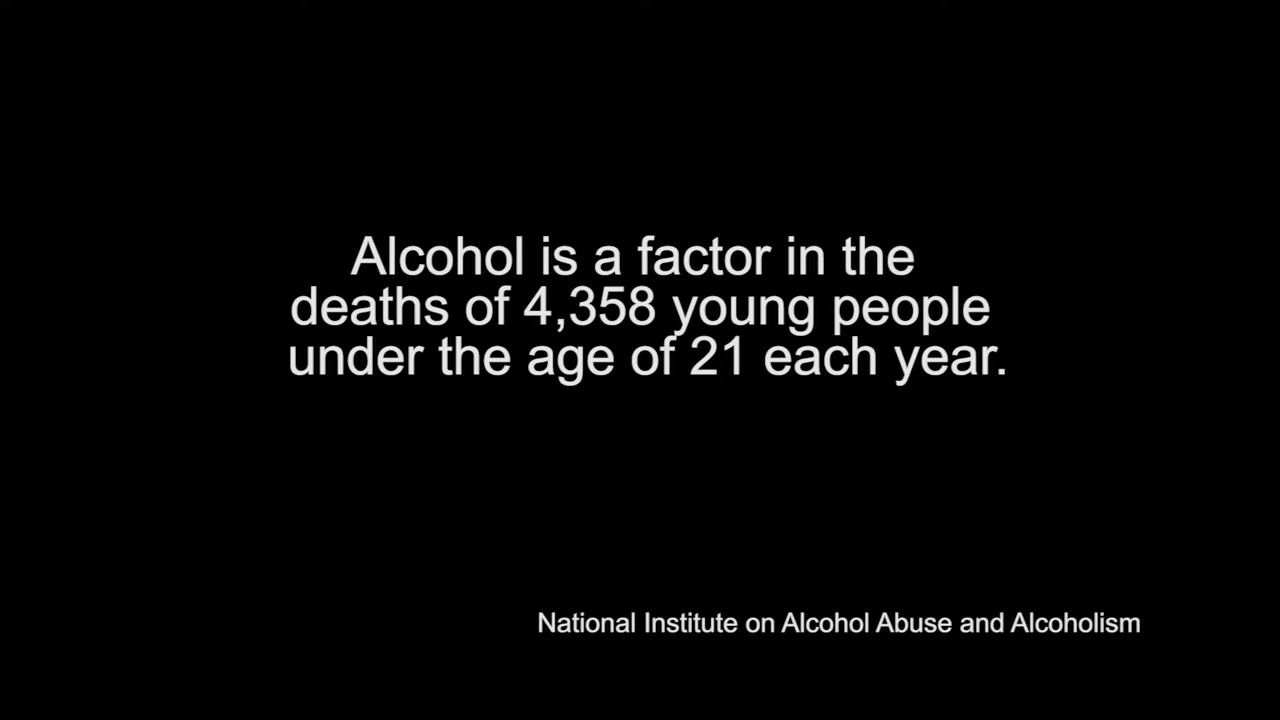 Alcohol is a factor in the
deaths of 4,358 young people
under the age of 21 each year.
National Institute on Alcohol Abuse and Alcoholism